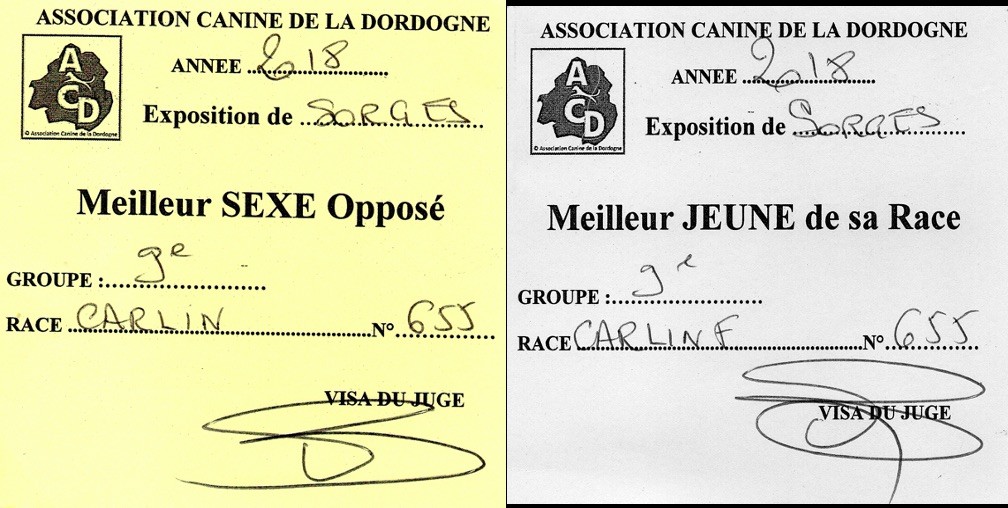 ASSOCIATION CANINE DE LA DORDOGNE
ANNEE 2018
ACD
© Association Canine de la Dordogne
Exposition de SORGES
Meilleur SEXE Opposé
GROUPE : 9e
RACE CARLIN N° 655
VISA DU JUGE
ASSOCIATION CANINE DE LA DORDOGNE
ANNEE 2018
ACD
© Association Canine de la Dordogne
Exposition de SORGES
Meilleur JEUNE de sa Race
GROUPE : 9e
RACE CARLIN F N° 655
VISA DU JUGE